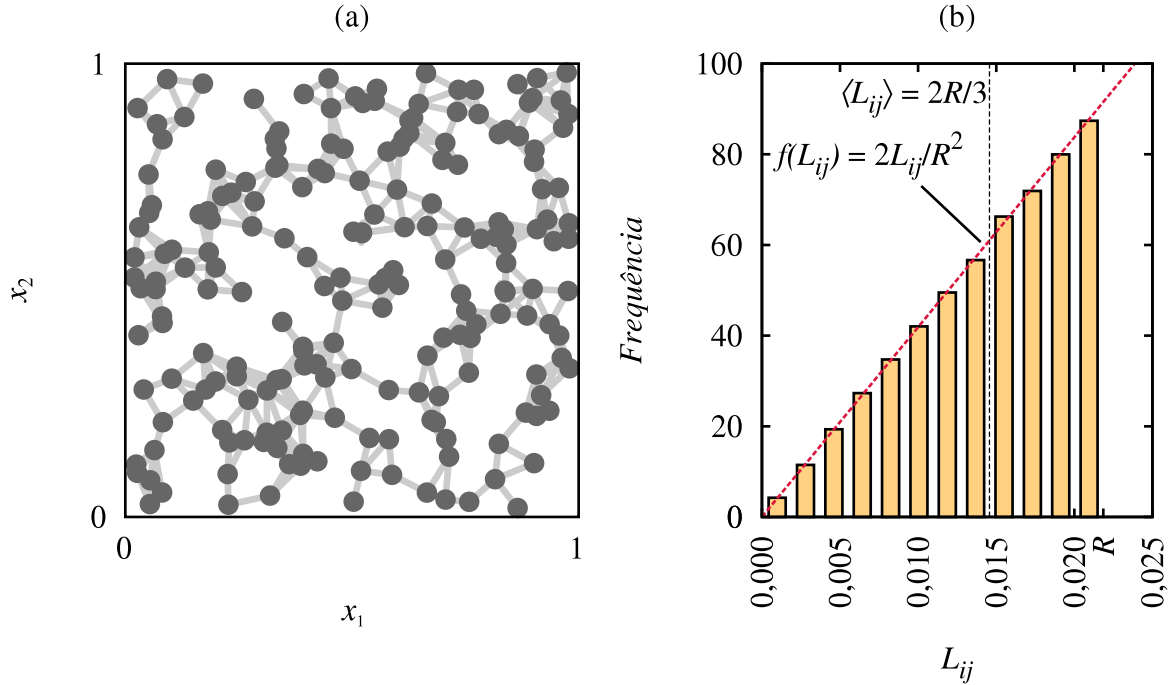 (a)
1
0
0
1
x2
x1
(b)
100
80
60
40
20
0
Frequência
⟨Lij⟩ = 2R/3
f(Lij) = 2Lij/R²
0,000
0,005
0,010
0,015
0,020
R
0,025
Lij